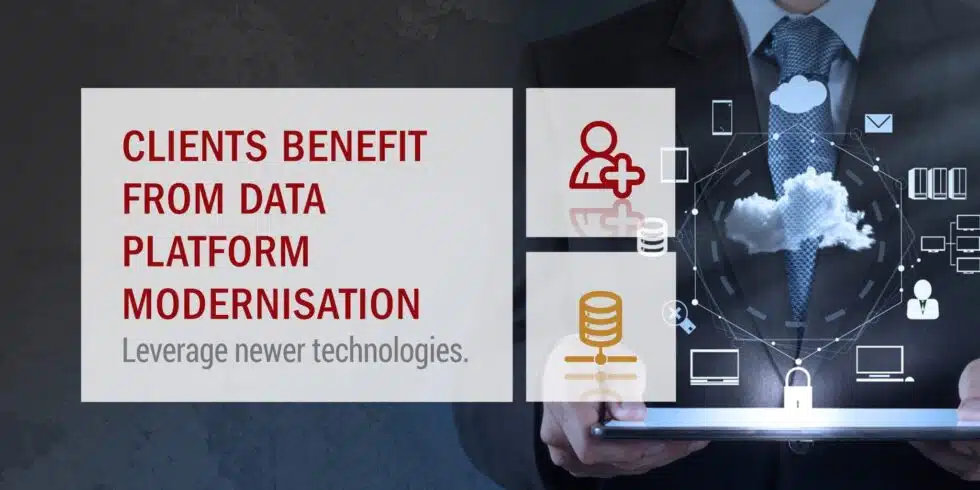 CLIENTS BENEFIT
FROM DATA
PLATFORM
MODERNISATION
Leverage newer technologies.